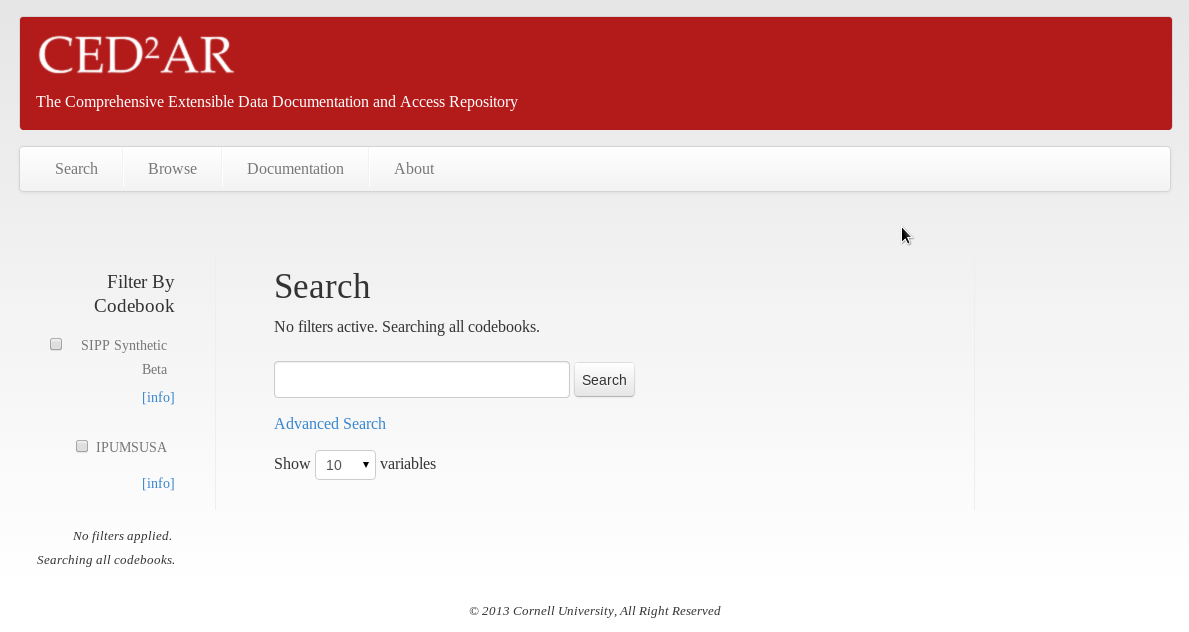 CED²AR
The Comprehensive Extensible Data Documentation and Access Repository
Search Browse Documentation About
Filter By
Codebook
SIPP Synthetic
Beta
[info]
IPUMSUSA
[info]
No filters applied.
Searching all codebooks.
Search
No filters active. Searching all codebooks.
Search
Advanced Search
Show 10 variables
© 2013 Cornell University, All Right Reserved